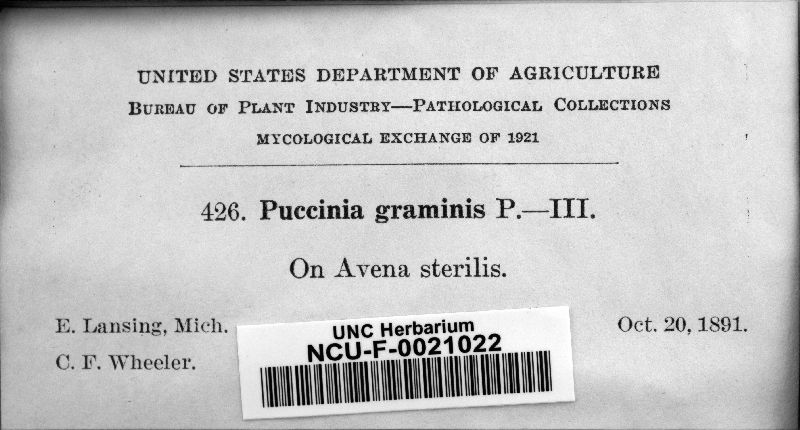 UNITED STATES DEPARTMENT OF AGRICULTURE
BUREAU OF PLANT INDUSTRY—PATHOLOGICAL COLLECTIONS
MYCOLOGICAL EXCHANGE OF 1921
426. Puccinia graminis P.—III.
On Avena sterilis.
E. Lansing, Mich.
Oct. 20, 1891.
C. F. Wheeler.
UNC Herbarium
NCU-F-0021022